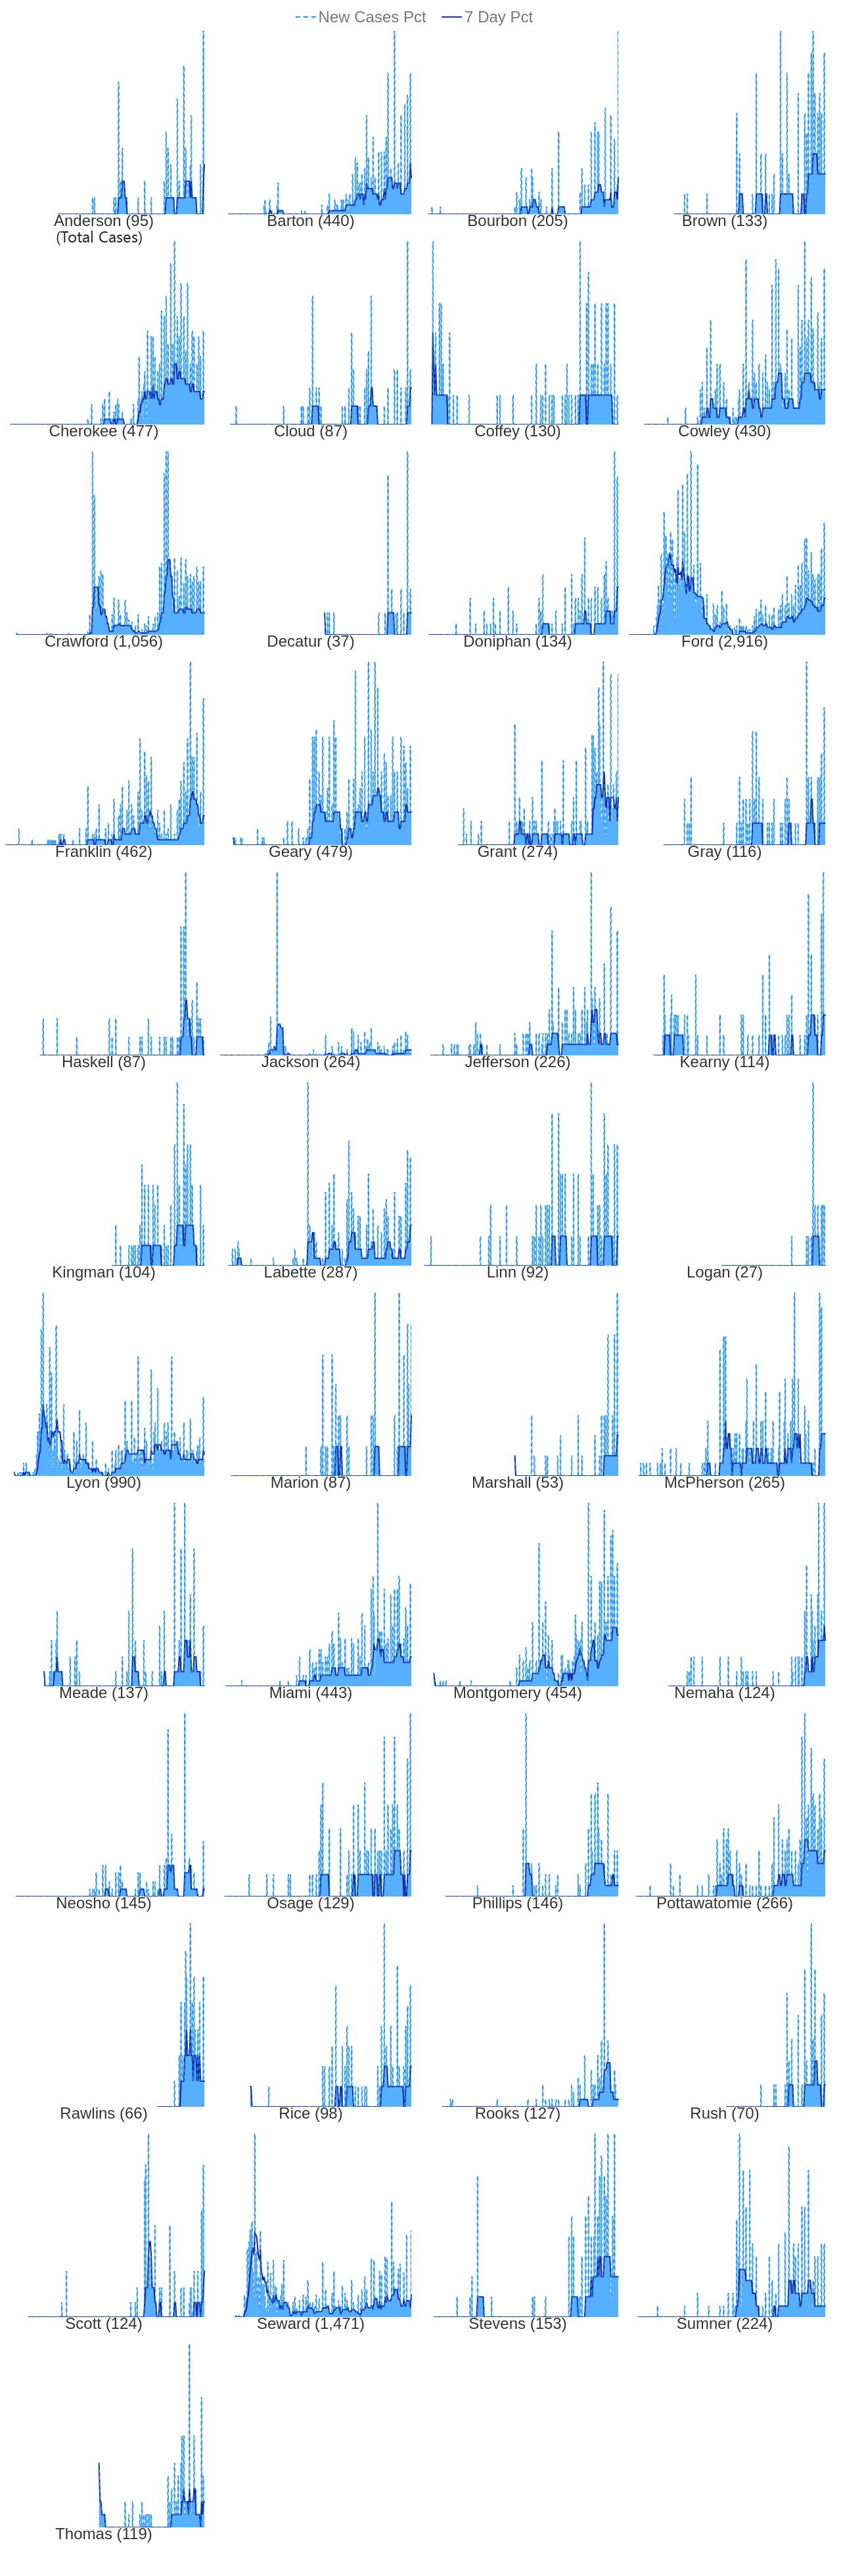 New Cases Pct 7 Day Pct
Anderson (95) Barton (440) Bourbon (205) Brown (133)
(Total Cases)
Cherokee (477) Cloud (87) Coffey (130) Cowley (430)
Crawford (1,056) Decatur (37) Doniphan (134) Ford (2,916)
Franklin (462) Geary (479) Grant (274) Gray (116)
Haskell (87) Jackson (264) Jefferson (226) Kearny (114)
Kingman (104) Labette (287) Linn (92) Logan (27)
Lyon (990) Marion (87) Marshall (53) McPherson (265)
Meade (137) Miami (443) Montgomery (454) Nemaha (124)
Neosho (145) Osage (129) Phillips (146) Pottawatomie (266)
Rawlins (66) Rice (98) Rooks (127) Rush (70)
Scott (124) Seward (1,471) Stevens (153) Sumner (224)
Thomas (119)